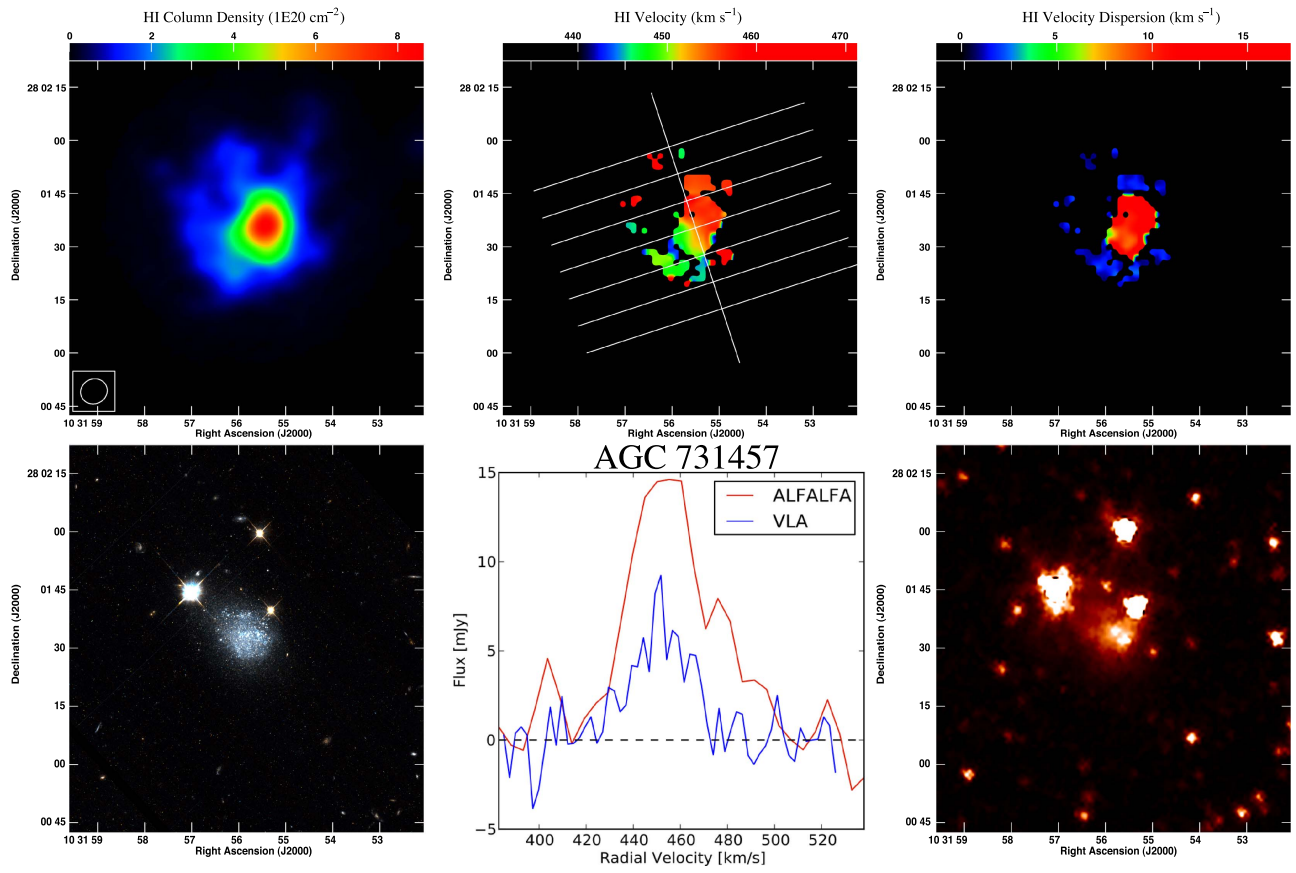 HI Column Density (1E20 cm−2)
0 2 4 6 8
28 02 15
00
01 45
30
15
00
00 45
Declination (J2000)
10 31 59 58 57 56 55 54 53
Right Ascension (J2000)
HI Velocity (km s−1)
440 450 460 470
28 02 15
00
01 45
30
15
00
00 45
Declination (J2000)
10 31 59 58 57 56 55 54 53
Right Ascension (J2000)
HI Velocity Dispersion (km s−1)
0 5 10 15
28 02 15
00
01 45
30
15
00
00 45
Declination (J2000)
10 31 59 58 57 56 55 54 53
Right Ascension (J2000)
28 02 15
00
01 45
30
15
00
00 45
Declination (J2000)
10 31 59 58 57 56 55 54 53
Right Ascension (J2000)
AGC 731457
15
10
5
0
−5
Flux [mJy]
ALFALFA
VLA
400 420 440 460 480 500 520
Radial Velocity [km/s]
28 02 15
00
01 45
30
15
00
00 45
Declination (J2000)
10 31 59 58 57 56 55 54 53
Right Ascension (J2000)